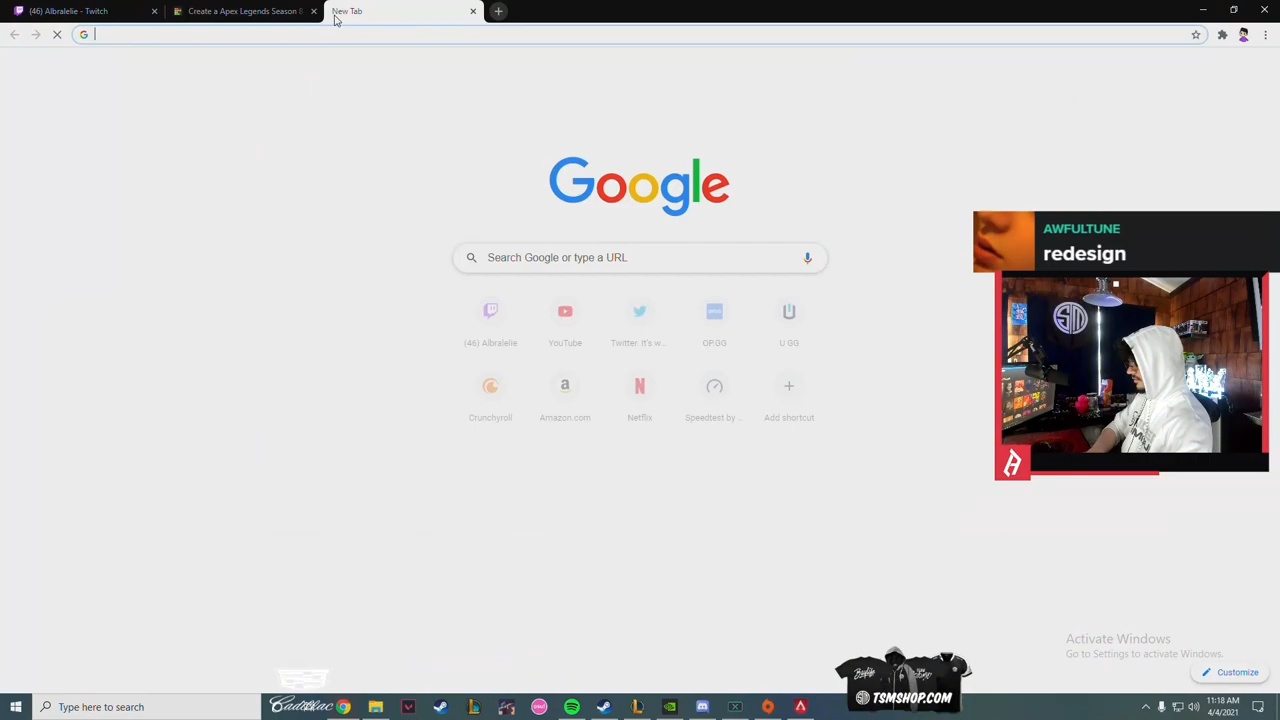 (46) Albralelie - Twitch
Create a Apex Legends Season 8
New Tab
Google
Search Google or type a URL
(46) Albralelie
YouTube
Twitter. It's w...
OP.GG
U GG
Crunchyroll
Amazon.com
Netflix
Speedtest by ...
Add shortcut
AWFULTUNE
redesign
TSM
Activate Windows
Go to Settings to activate Windows.
Customize
TSMSHOP.COM
Type here to search
Cadillac
11:18 AM
4/4/2021